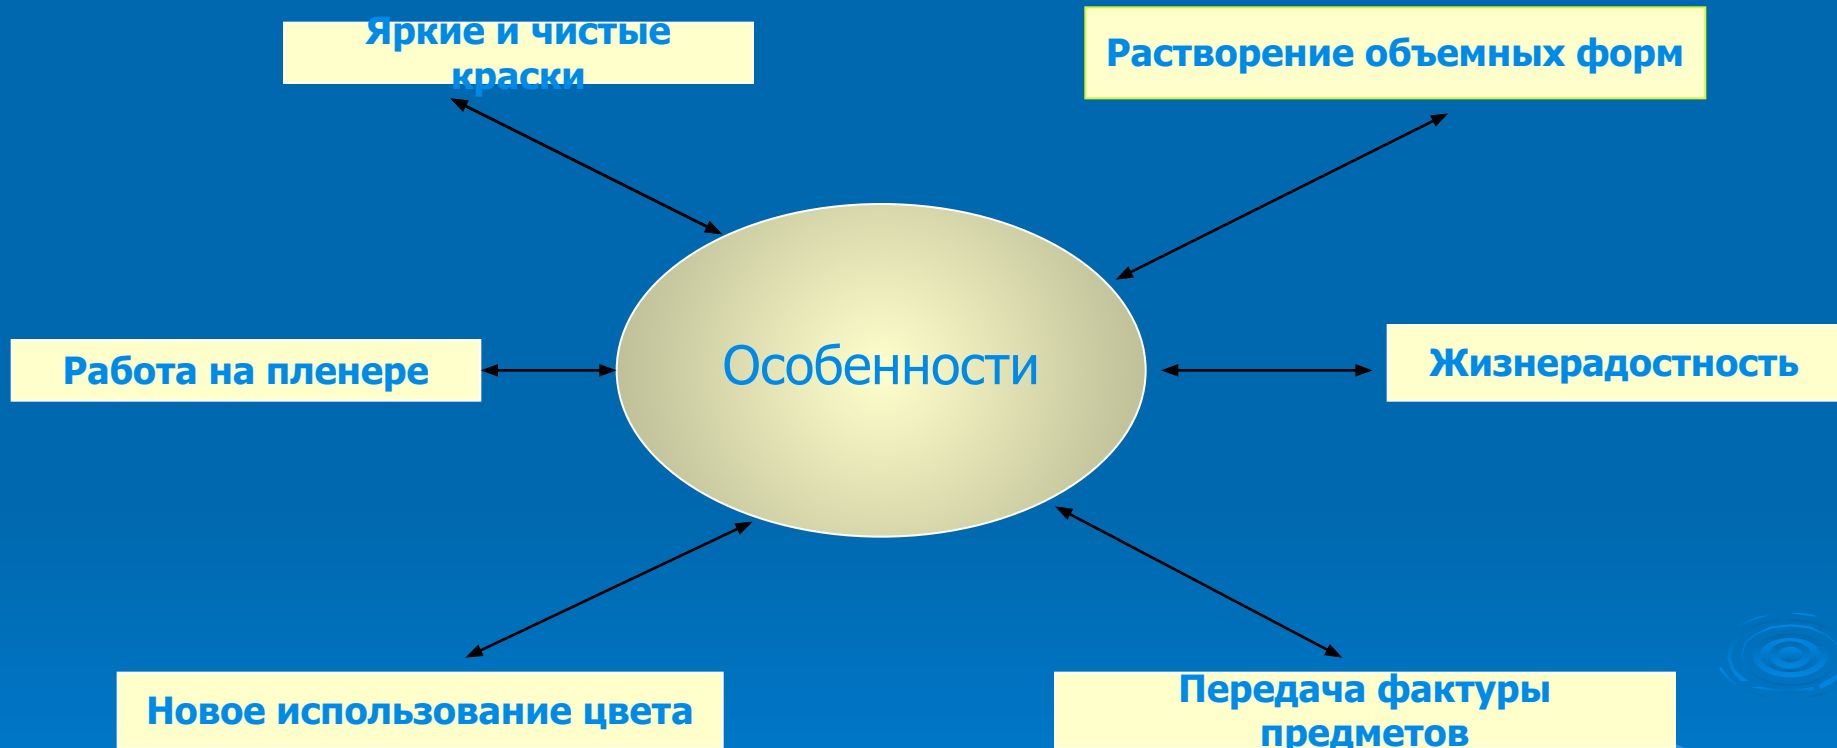 Яркие и чистые
краски
Растворение объемных форм
Работа на пленере
Особенности
Жизнерадостность
Новое использование цвета
Передача фактуры
предметов